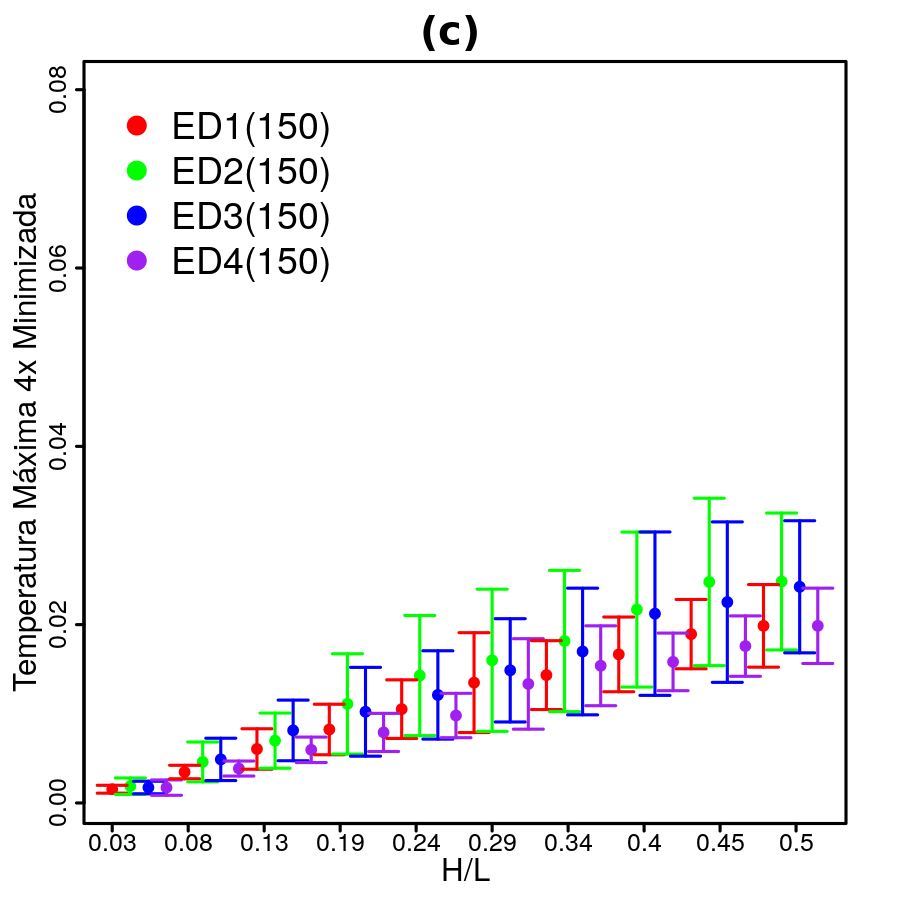 (c)
ED1(150)
ED2(150)
ED3(150)
ED4(150)
Temperatura Máxima 4x Minimizada
0.08
0.06
0.04
0.02
0.00
0.03 0.08 0.13 0.19 0.24 0.29 0.34 0.4 0.45 0.5
H/L